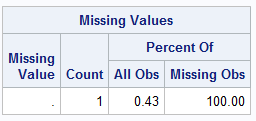 Missing Values
Percent Of
Missing
Value Count All Obs Missing Obs
. 1 0.43 100.00